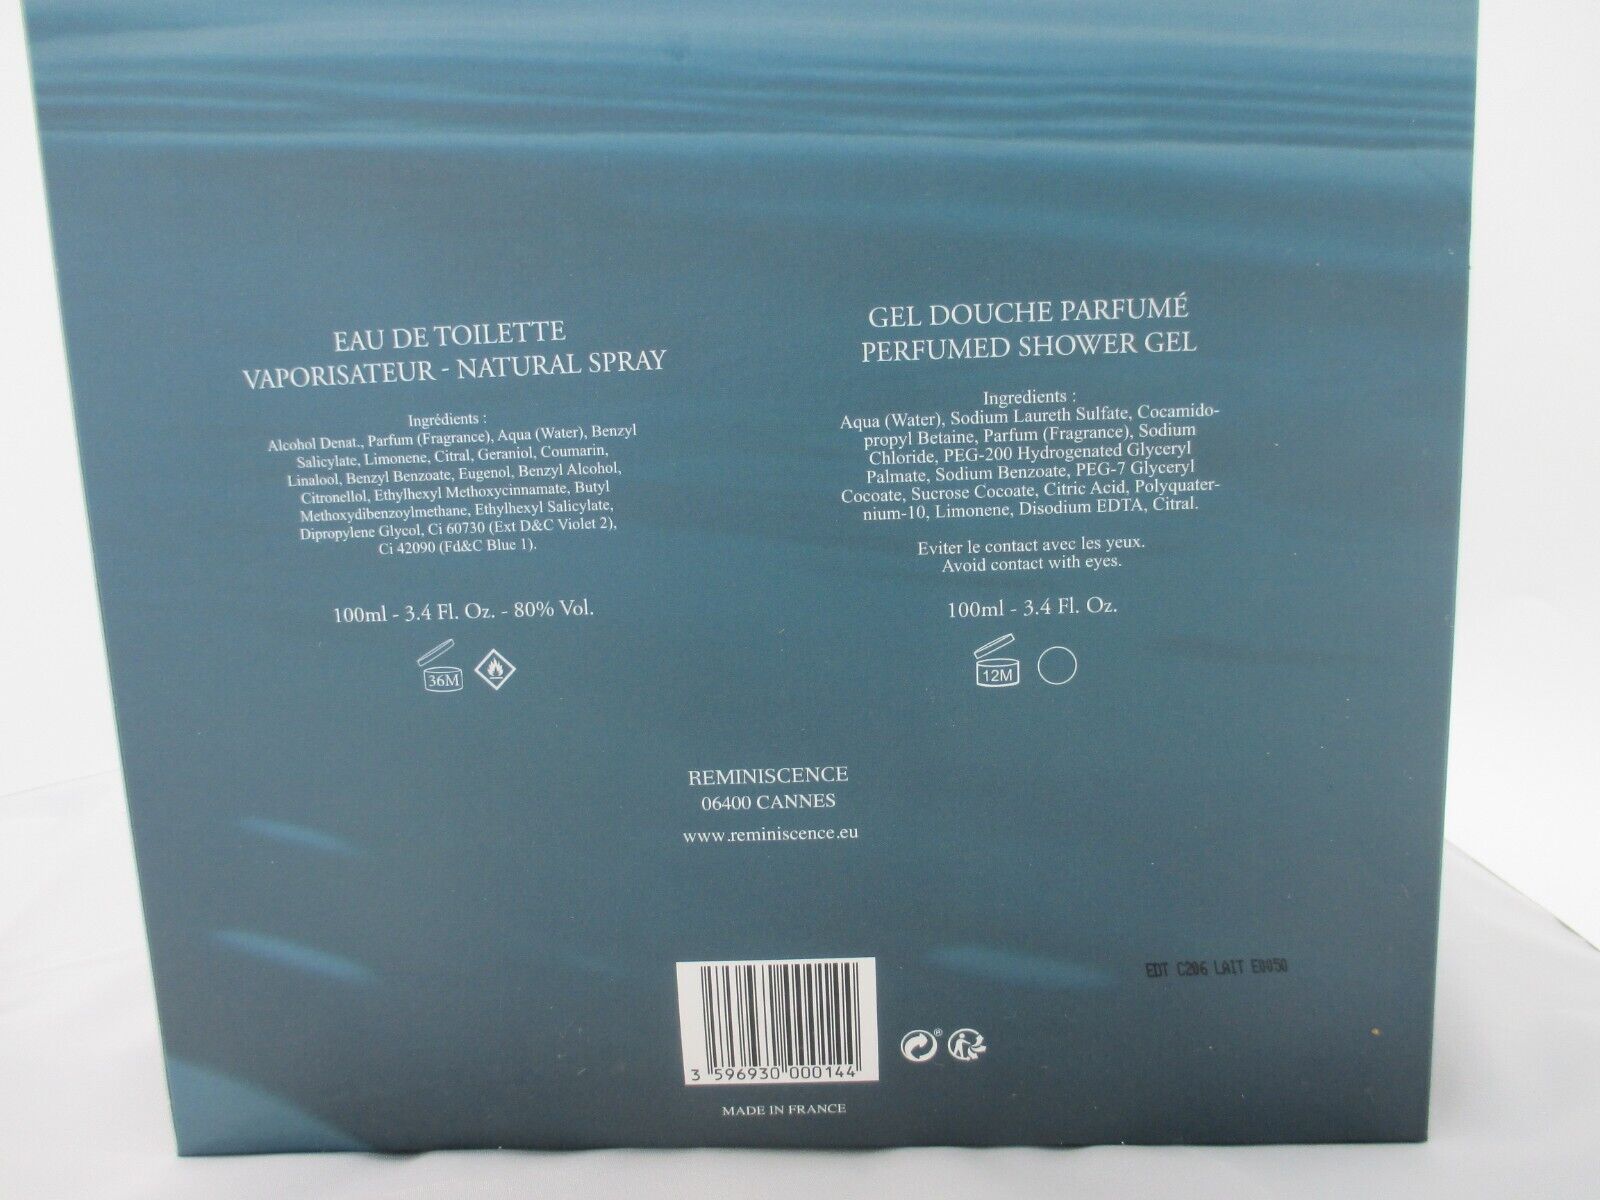 EAU DE TOILETTE
VAPORISATEUR - NATURAL SPRAY
Ingrédients :
Alcohol Denat., Parfum (Fragrance), Aqua (Water), Benzyl
Salicylate, Limonene, Citral, Geraniol, Coumarin,
Linalool, Benzyl Benzoate, Eugenol, Benzyl Alcohol,
Citronellol, Ethylhexyl Methoxycinnamate, Butyl
Methoxydibenzoylmethane, Ethylhexyl Salicylate,
Dipropylene Glycol, Ci 60730 (Ext D&C Violet 2),
Ci 42090 (Fd&C Blue 1).
100ml - 3.4 Fl. Oz. - 80% Vol.
36M
GEL DOUCHE PARFUMÉ
PERFUMED SHOWER GEL
Ingredients :
Aqua (Water), Sodium Laureth Sulfate, Cocamido-
propyl Betaine, Parfum (Fragrance), Sodium
Chloride, PEG-200 Hydrogenated Glyceryl
Palmate, Sodium Benzoate, PEG-7 Glyceryl
Cocoate, Sucrose Cocoate, Citric Acid, Polyquater-
nium-10, Limonene, Disodium EDTA, Citral.
Eviter le contact avec les yeux.
Avoid contact with eyes.
100ml - 3.4 Fl. Oz.
12M
REMINISCENCE
06400 CANNES
www.reminiscence.eu
EDT C206 LAIT E0050
3 596930 000144
®
MADE IN FRANCE